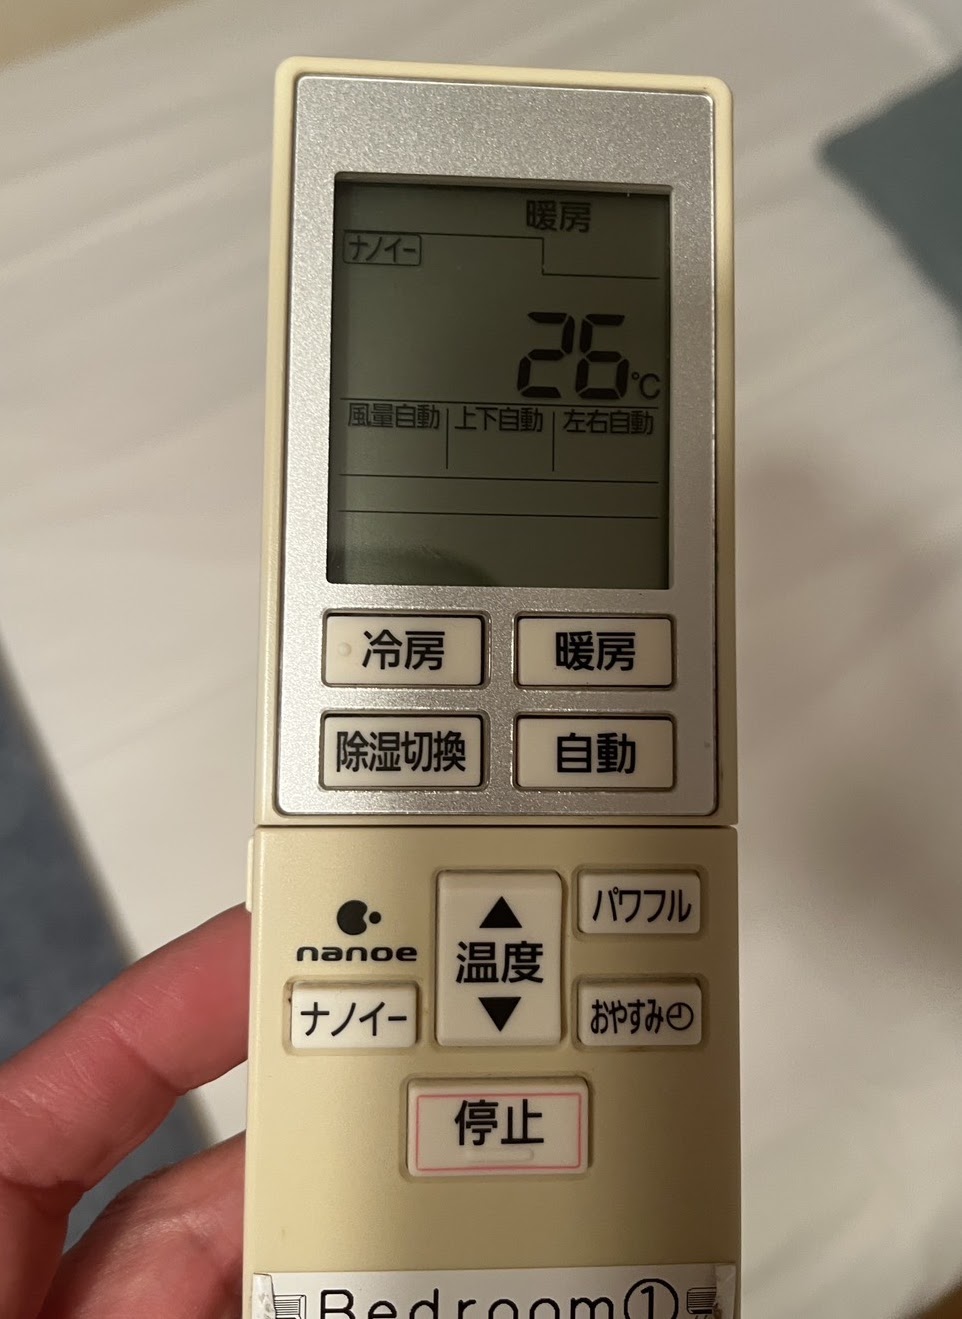 暖房
ナノイー
26℃
風量自動 上下自動 左右自動
冷房 暖房
除湿切換 自動
nanoe
ナノイー
▲
温度
▼
パワフル
おやすみ
停止
Bedroom①